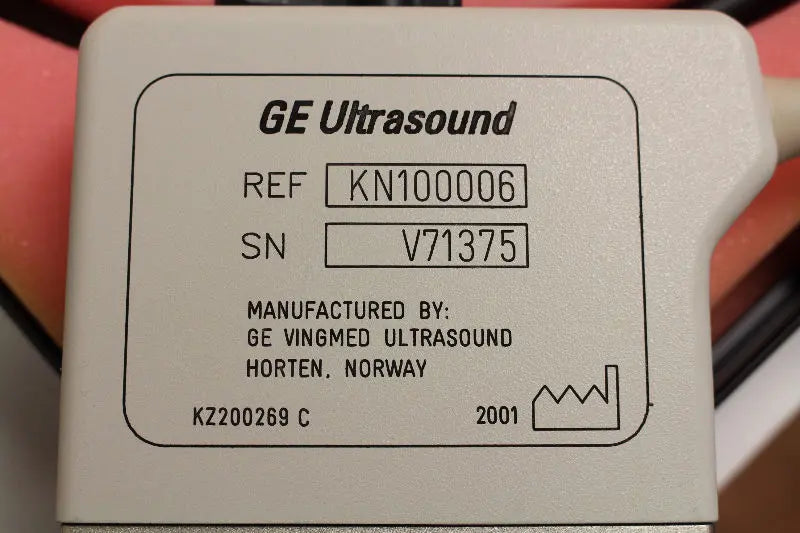 GE Ultrasound
REF KN100006
SN V71375
MANUFACTURED BY:
GE VINGMED ULTRASOUND
HORTEN, NORWAY
KZ200269 C 2001